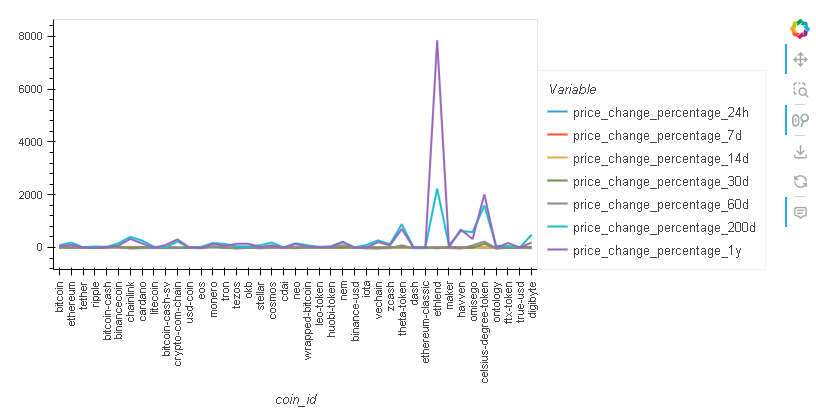 8000
6000
4000
2000
0
Variable
price_change_percentage_24h
price_change_percentage_7d
price_change_percentage_14d
price_change_percentage_30d
price_change_percentage_60d
price_change_percentage_200d
price_change_percentage_1y
bitcoin
ethereum
tether
ripple
bitcoin-cash
binancecoin
chainlink
cardano
litecoin
bitcoin-cash-sv
crypto-com-chain
usd-coin
eos
monero
tron
tezos
okb
stellar
cosmos
cdai
neo
wrapped-bitcoin
leo-token
huobi-token
nem
binance-usd
iota
vechain
zcash
theta-token
dash
ethereum-classic
ethlend
maker
havven
omisego
celsius-degree-token
ontology
ftx-token
true-usd
digibyte
coin_id